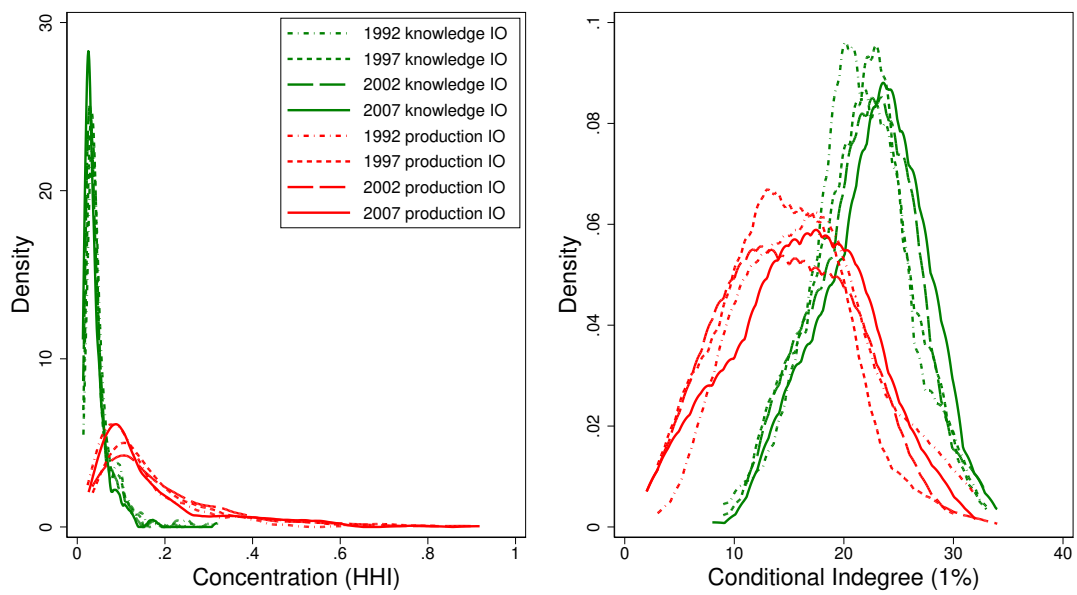 30
20
10
0
Density
0
.2
.4
.6
.8
1
Concentration (HHI)
1992 knowledge IO
1997 knowledge IO
2002 knowledge IO
2007 knowledge IO
1992 production IO
1997 production IO
2002 production IO
2007 production IO
.1
.08
.06
.04
.02
0
Density
0
10
20
30
40
Conditional Indegree (1%)